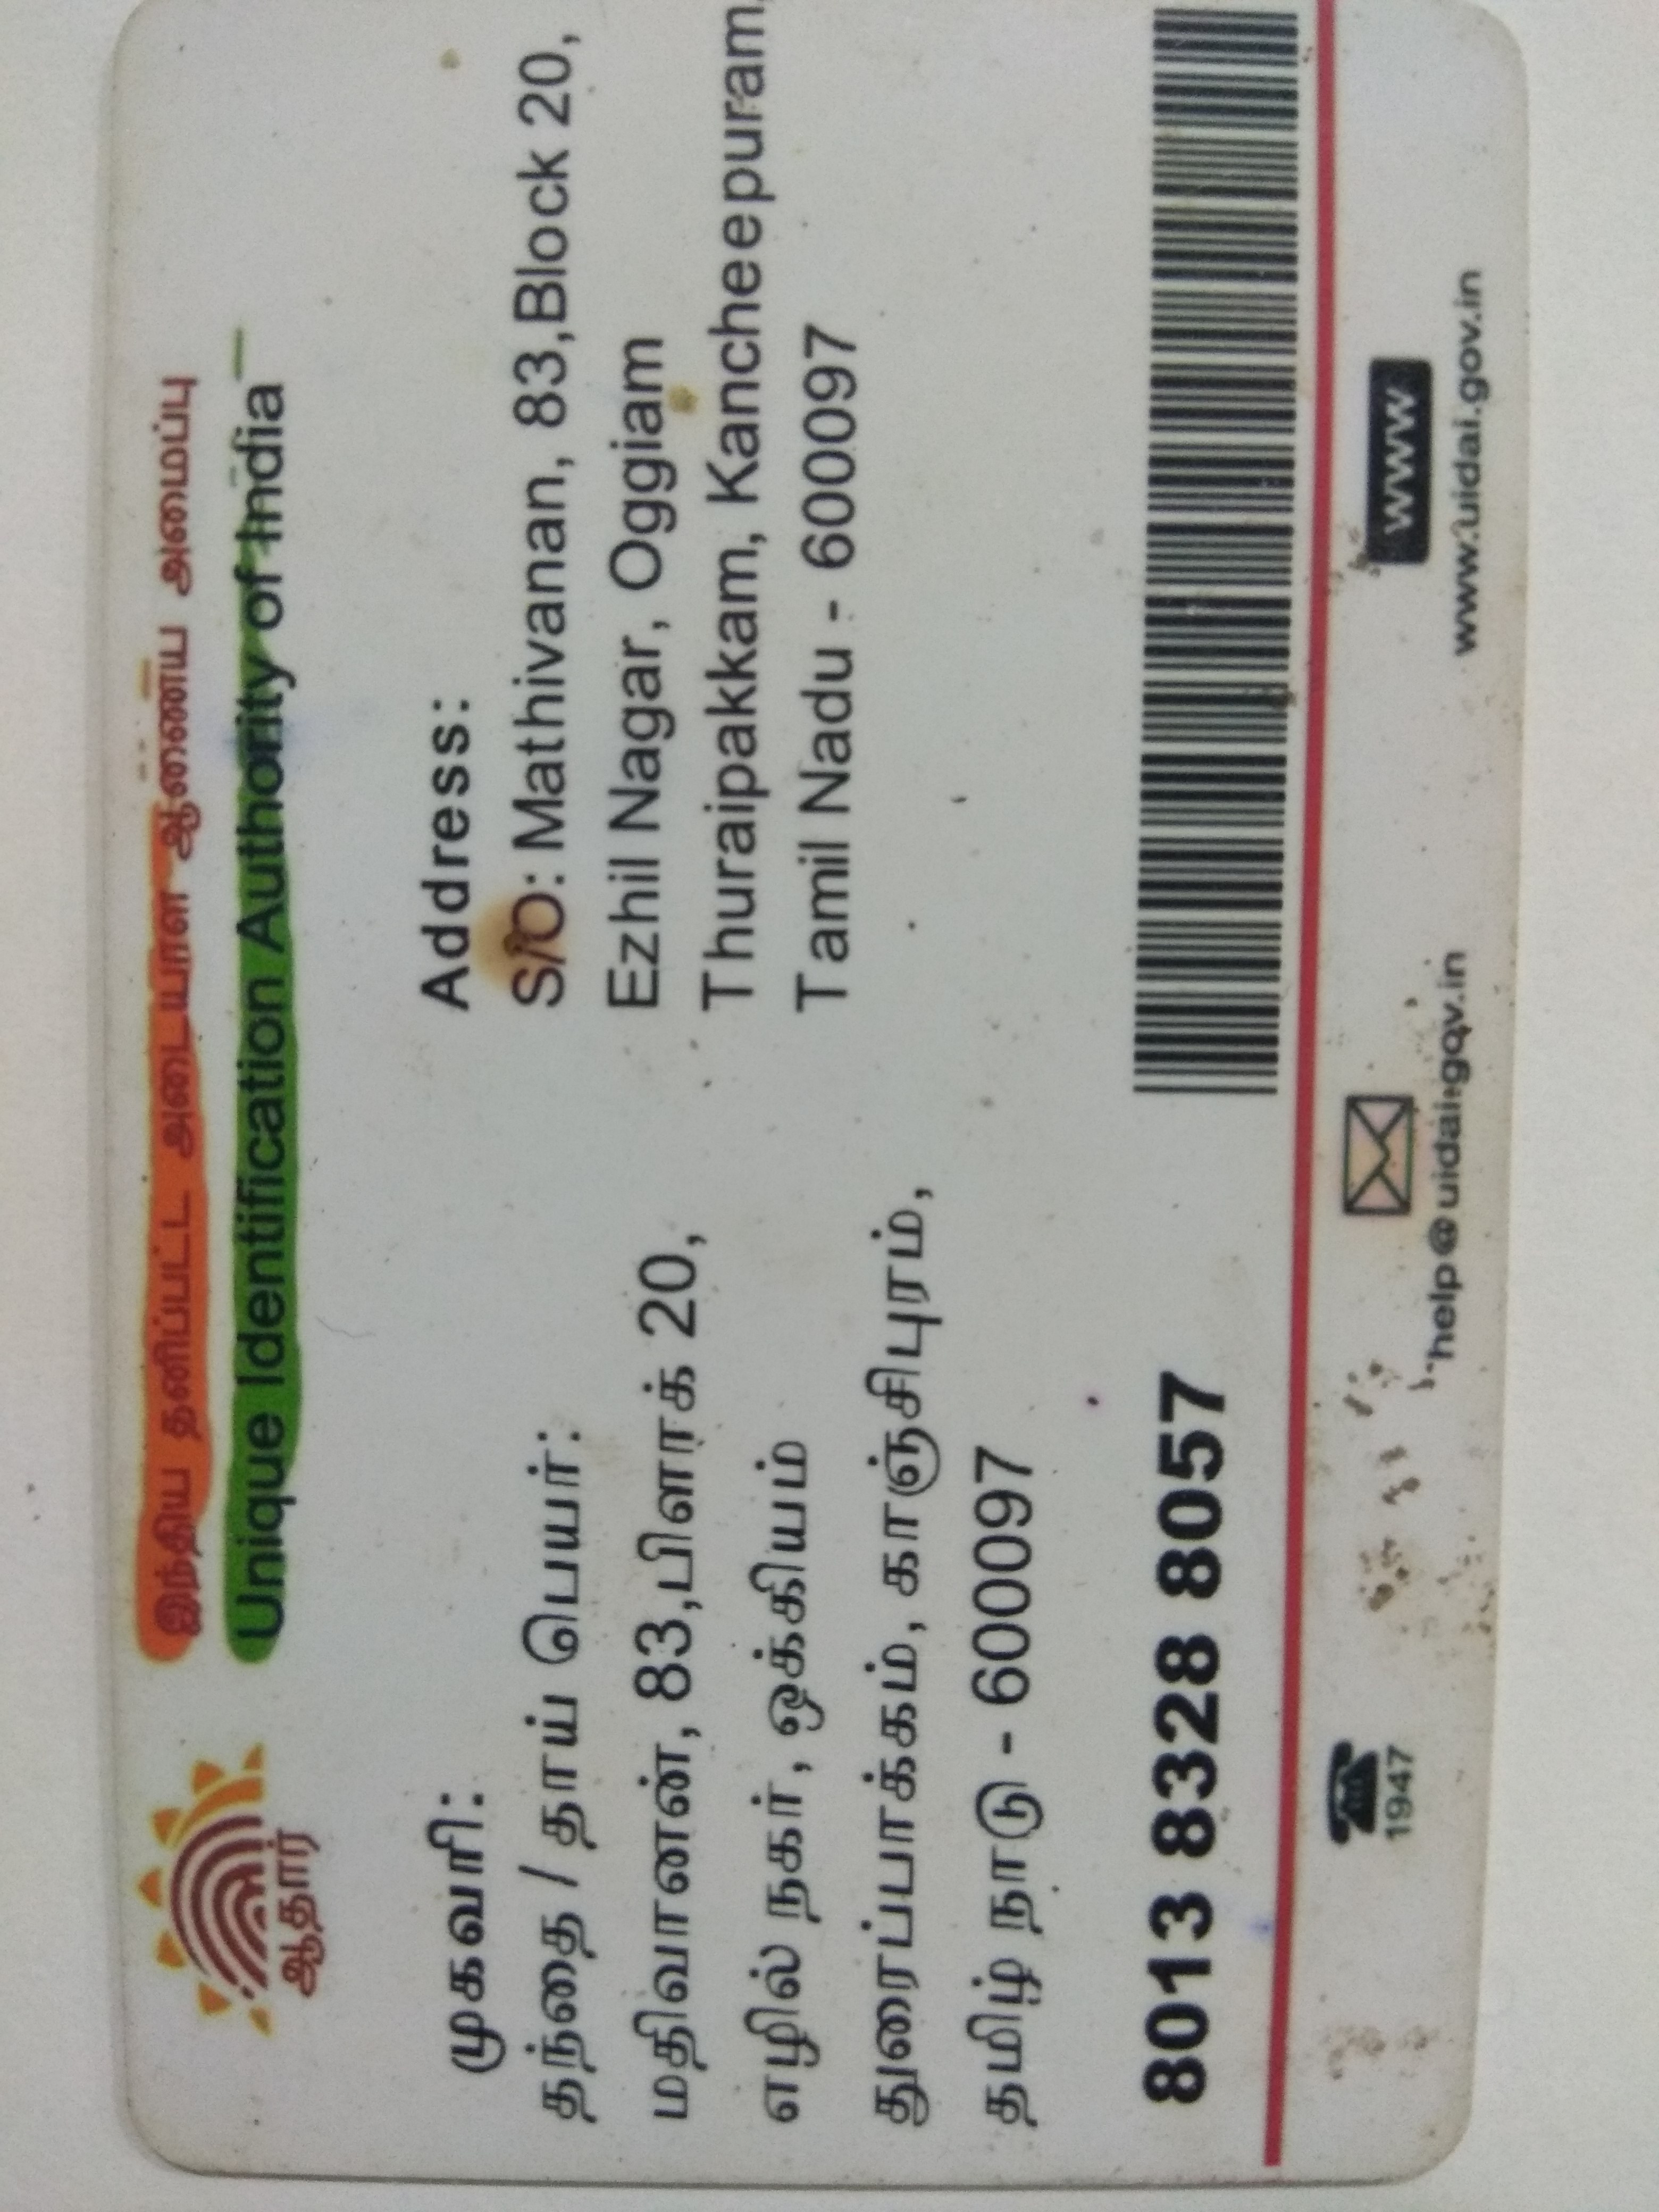 இந்திய தனிப்பட்ட அடையாள ஆணைய அமைப்பு
Unique Identification Authority of India
ஆதார்
முகவரி:
தந்தை / தாய் பெயர்:
மதிவானன், 83,பிளாக் 20,
எழில் நகர், ஒக்கியம்
துரைப்பாக்கம், காஞ்சிபுரம்,
தமிழ் நாடு - 600097
Address:
S/O: Mathivanan, 83,Block 20,
Ezhil Nagar, Oggiam
Thuraipakkam, Kancheepuram,
Tamil Nadu - 600097
8013 8328 8057
1947
help@uidai.gov.in
www
www.uidai.gov.in